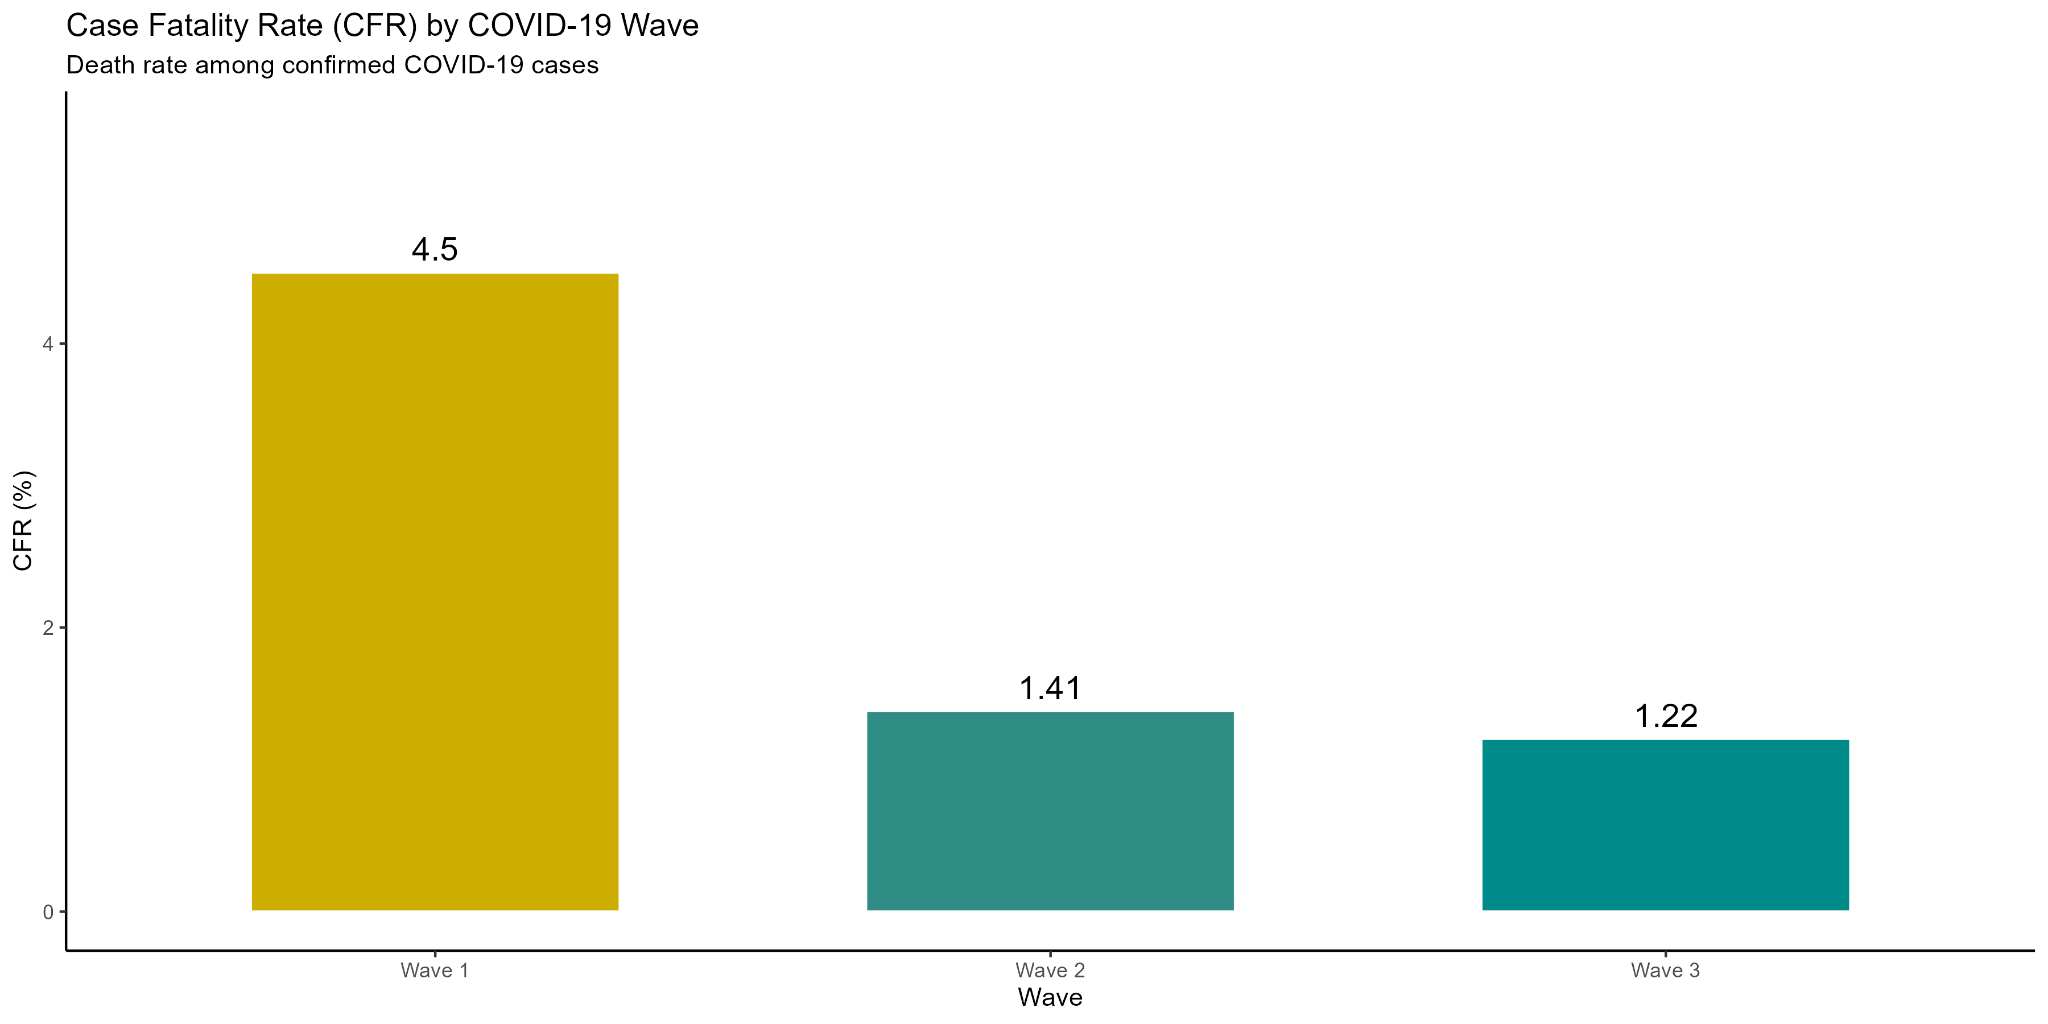 Case Fatality Rate (CFR) by COVID-19 Wave
Death rate among confirmed COVID-19 cases
CFR (%)
4
2
0
4.5
1.41
1.22
Wave 1
Wave 2
Wave 3
Wave